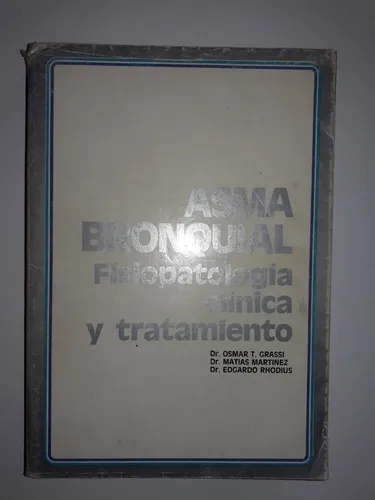 ASMA
BRONQUIAL
Fisiopatología
clínica
y tratamiento
Dr. OSMAR T. GRASSI
Dr. MATIAS MARTINEZ
Dr. EDGARDO RHODIUS